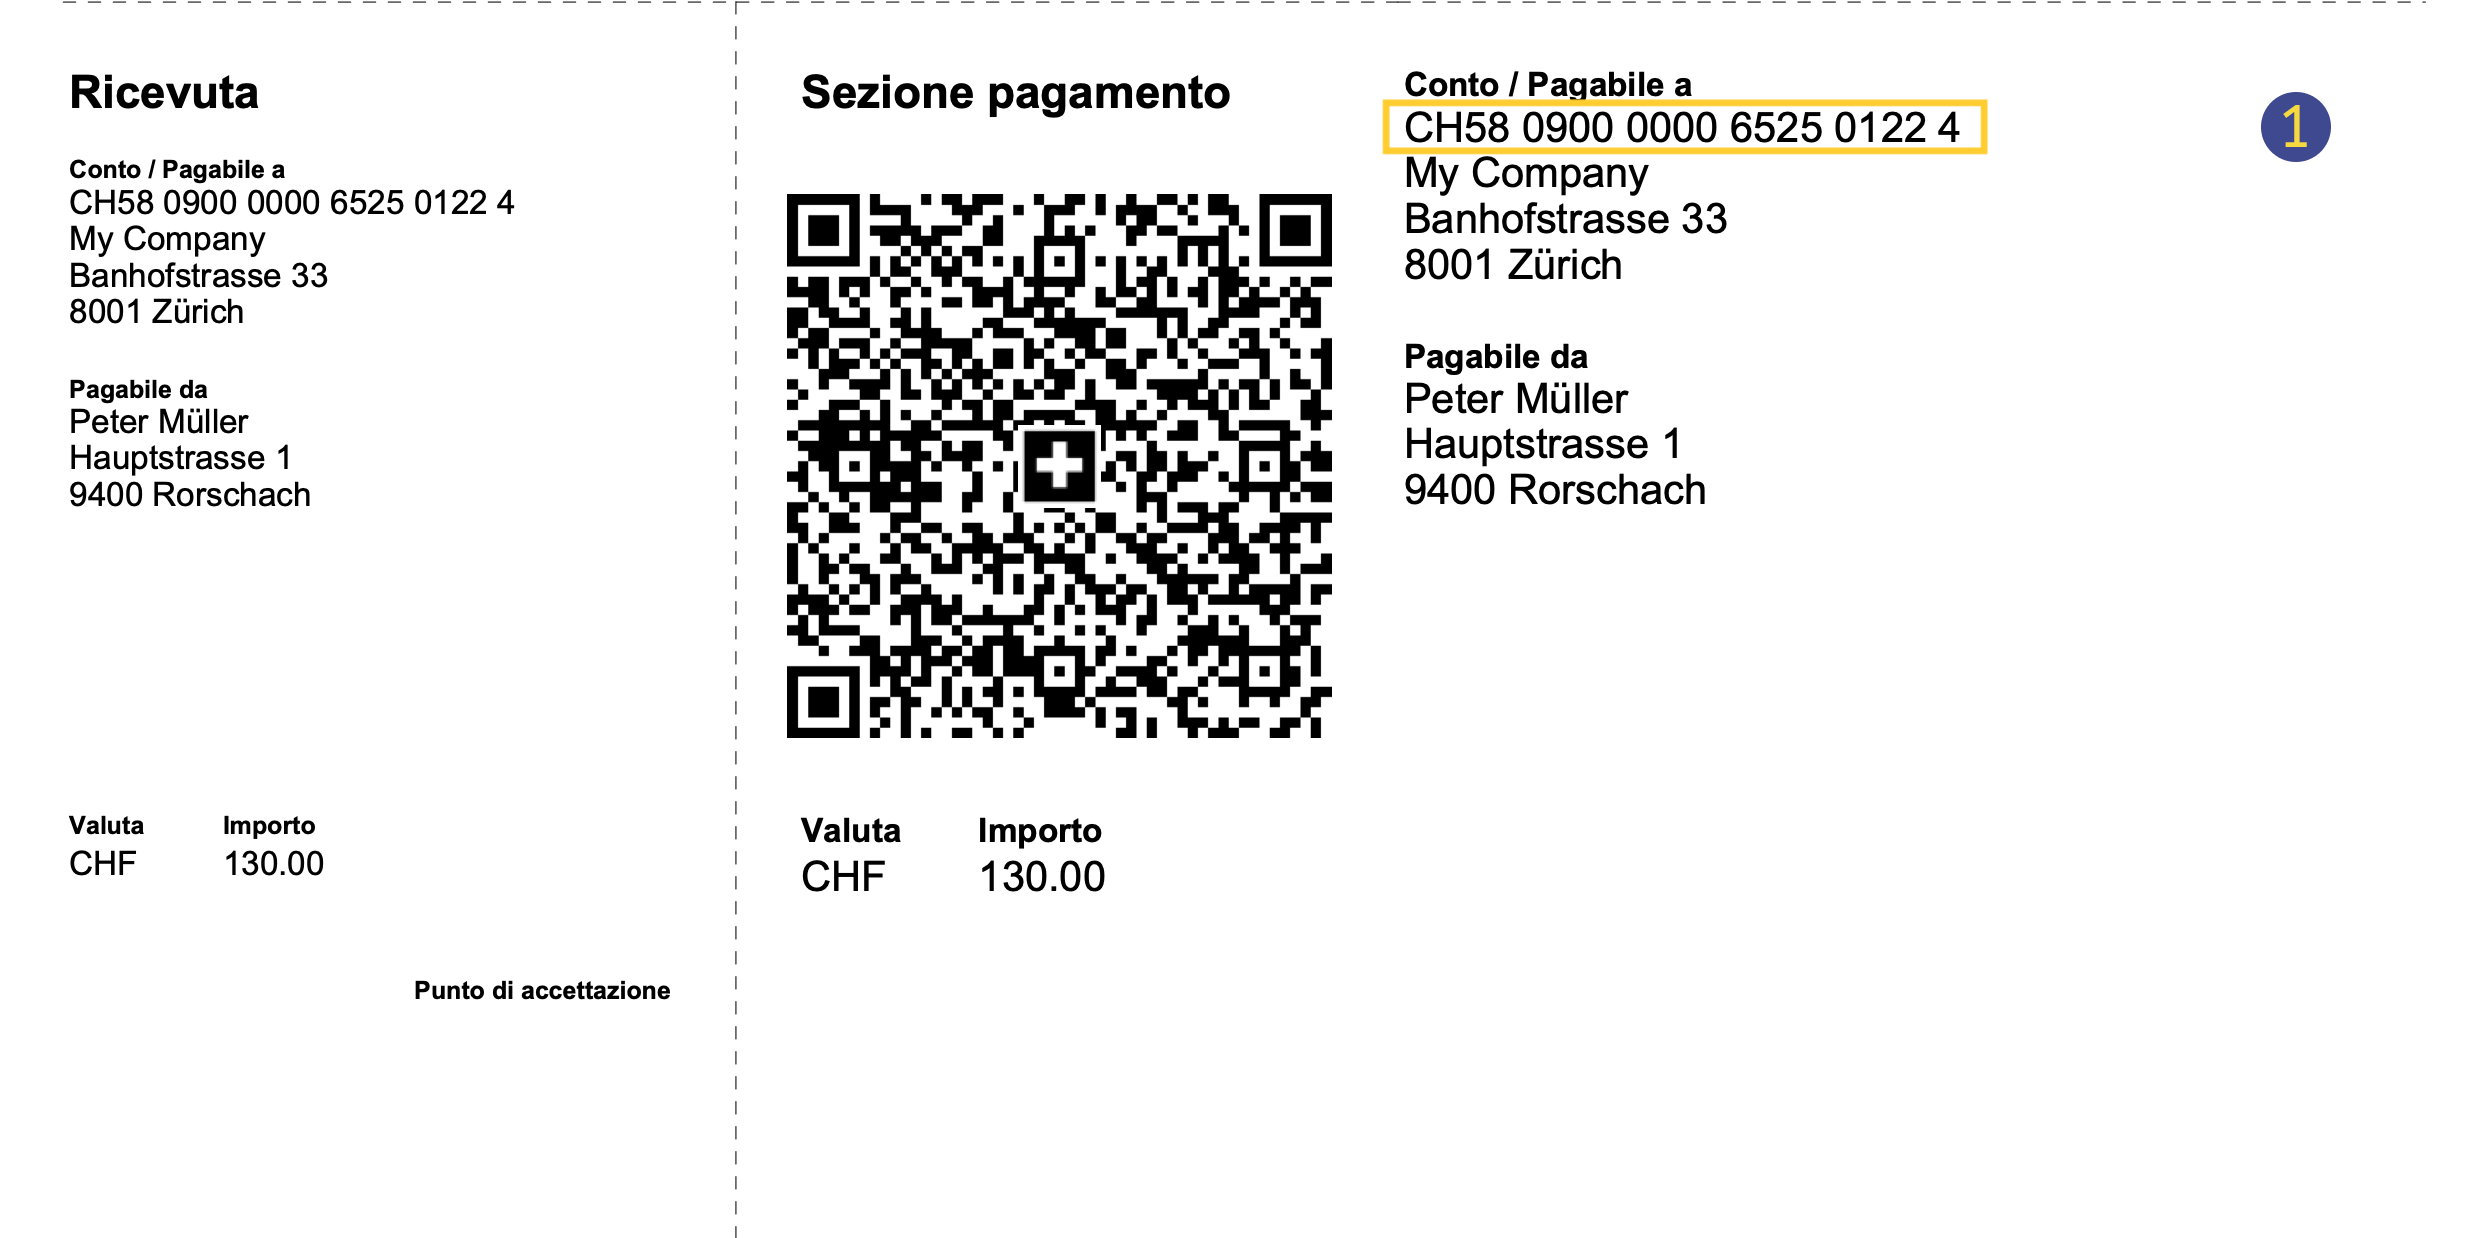 Ricevuta
Conto / Pagabile a
CH58 0900 0000 6525 0122 4
My Company
Banhofstrasse 33
8001 Zürich
Pagabile da
Peter Müller
Hauptstrasse 1
9400 Rorschach
Valuta Importo
CHF 130.00
Punto di accettazione
Sezione pagamento
Valuta Importo
CHF 130.00
Conto / Pagabile a
CH58 0900 0000 6525 0122 4
My Company
Banhofstrasse 33
8001 Zürich
Pagabile da
Peter Müller
Hauptstrasse 1
9400 Rorschach
1